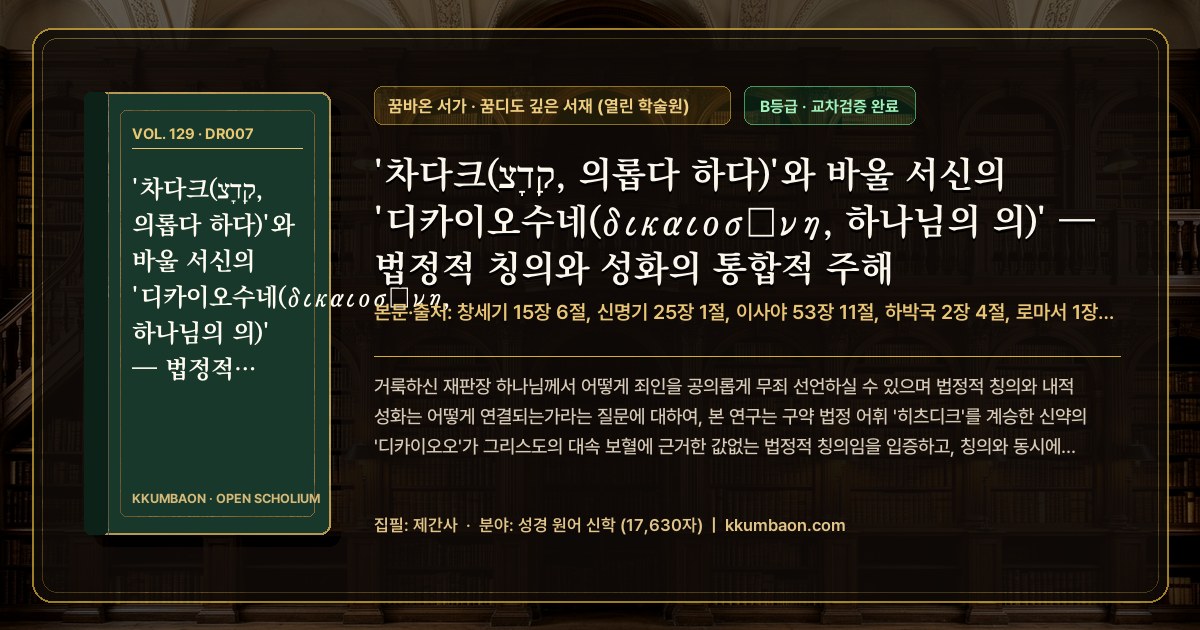 꿈바온 서가 · 꿈디도 깊은 서재 (열린 학술원)
B등급 · 교차검증 완료
VOL. 129 · DR007
'차다크(צָדק,
의롭다 하다)'와
바울 서신의
'디카이오수네(δικαιοσ□νη,
하나님의 의)'
— 법정적…
KKUMBAON · OPEN SCHOLIUM
'차다크(צָדק, 의롭다 하다)'와 바울 서신의
'디카이오수네(δικαιοσ□νη, 하나님의 의)' —
법정적 칭의와 성화의 통합적 주해
본문 출처: 창세기 15장 6절, 신명기 25장 1절, 이사야 53장 11절, 하박국 2장 4절, 로마서 1장...
거룩하신 재판장 하나님께서 어떻게 죄인을 공의롭게 무죄 선언하실 수 있으며 법정적 칭의와 내적
성화는 어떻게 연결되는가라는 질문에 대하여, 본 연구는 구약 법정 어휘 '히츠디크'를 계승한 신약의
'디카이오오'가 그리스도의 대속 보혈에 근거한 값없는 법정적 칭의임을 입증하고, 칭의와 동시에...
집필: 제간사 · 분야: 성경 원어 신학 (17,630자) | kkumbaon.com